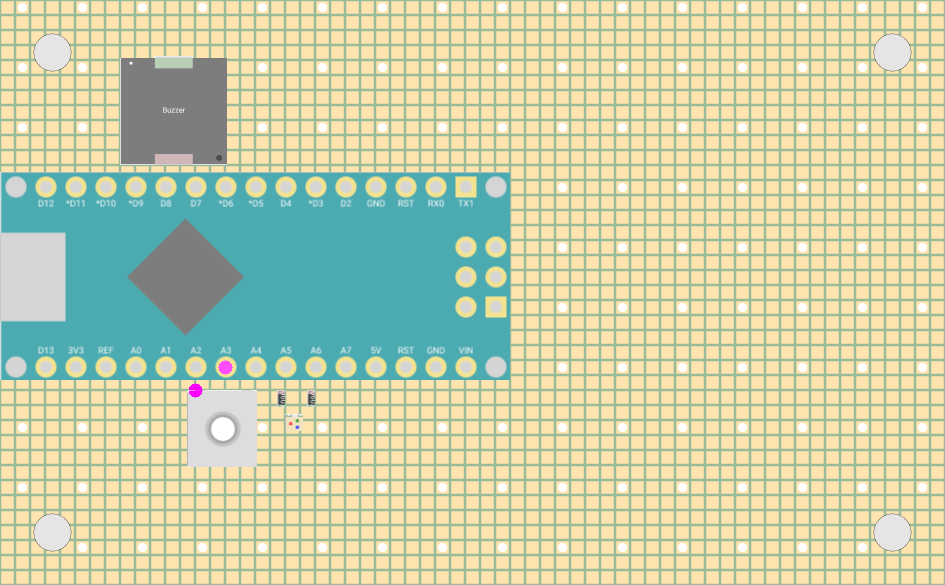 Buzzer
D12 *D11 *D10 *D9 D8 D7 *D6 *D5 D4 *D3 D2 GND RST RX0 TX1
D13 3V3 REF A0 A1 A2 A3 A4 A5 A6 A7 5V RST GND VIN